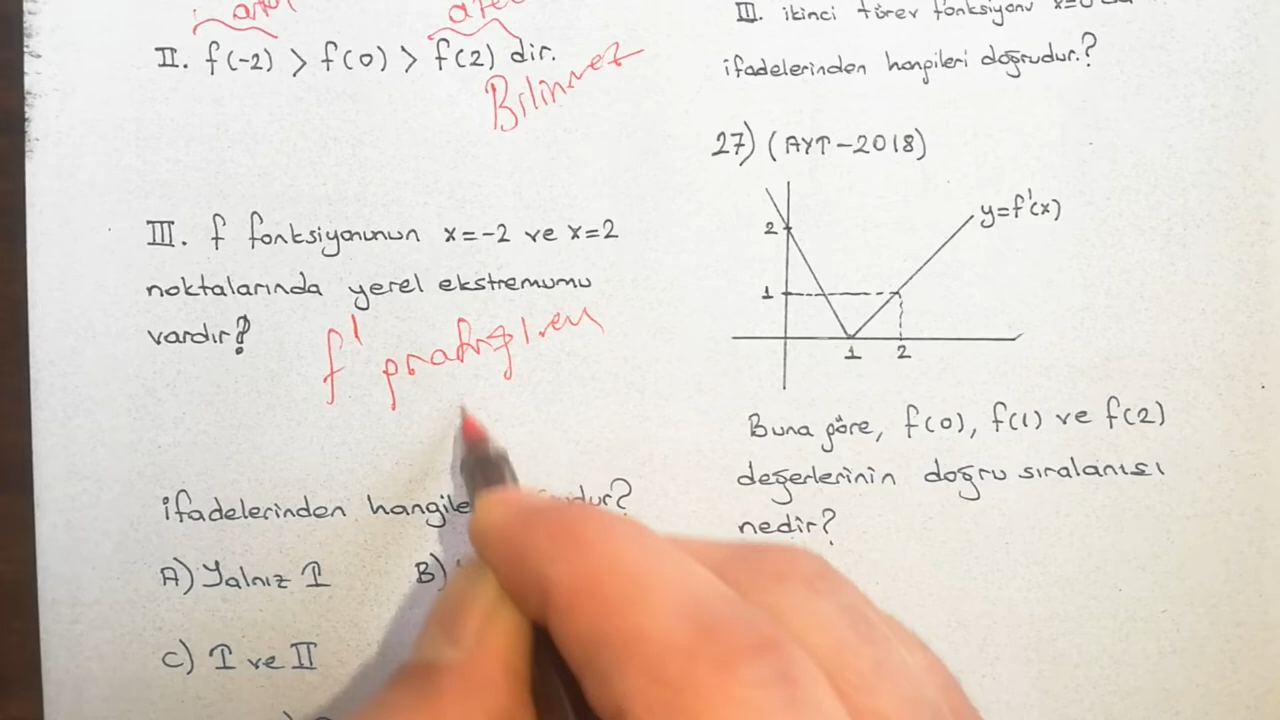 II. f(-2) > f(0) > f(2) dir.
Bilinmez
III. f fonksiyonunun x=-2 ve x=2
noktalarında yerel ekstremumu
vardır?
f'
ifadelerinden
A) Yalnız I
B)
C) I ve II
III. ikinci türev fonksiyonu
ifadelerinden hangileri doğrudur?
27) (AYT-2018)
y=f'(x)
2
1
1 2
Buna göre, f(0), f(1) ve f(2)
değerlerinin doğru sıralanışı
nedir?